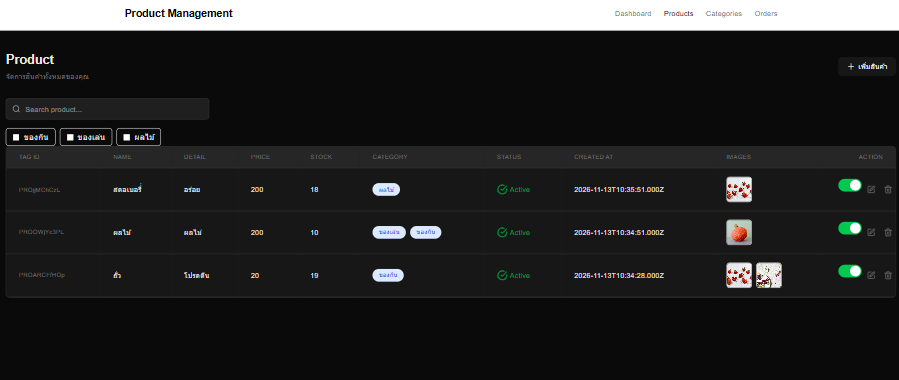 Product Management
Dashboard Products Categories Orders
Product
จัดการสินค้าทั้งหมดของคุณ
+ เพิ่มสินค้า
Search product...
ของกิน ของเล่น ผลไม้
TAG ID NAME DETAIL PRICE STOCK CATEGORY STATUS CREATED AT IMAGES ACTION
สตอเบอรี่ อร่อย 200 18 ผลไม้ Active 2026-11-13T10:35:51.000Z
ผลไม้ ผลไม้ 200 10 ของเล่น ของกิน Active 2026-11-13T10:34:51.000Z
ถั่ว โปรตตีน 20 19 ของกิน Active 2026-11-13T10:34:28.000Z